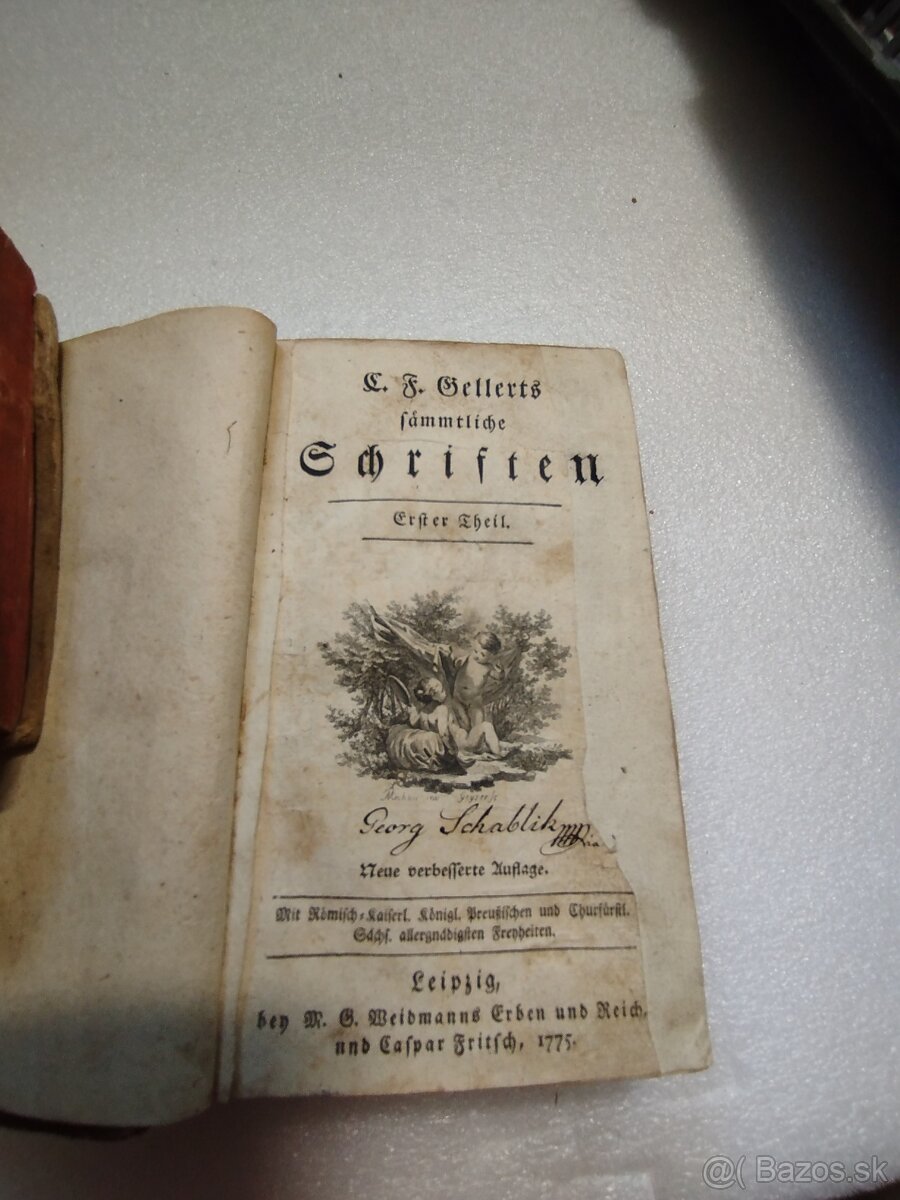 C. F. Gellerts
sämmtliche
Schriften
Erster Theil.
Georg Schablik
Neue verbesserte Auflage.
Mit Römisch-Kaiserl. Königl. Preußischen und Churfürstl.
Sächs. allergnädigsten Freyheiten.
Leipzig,
bey M. G. Weidmanns Erben und Reich,
und Caspar Fritsch, 1775.
@( Bazos.sk